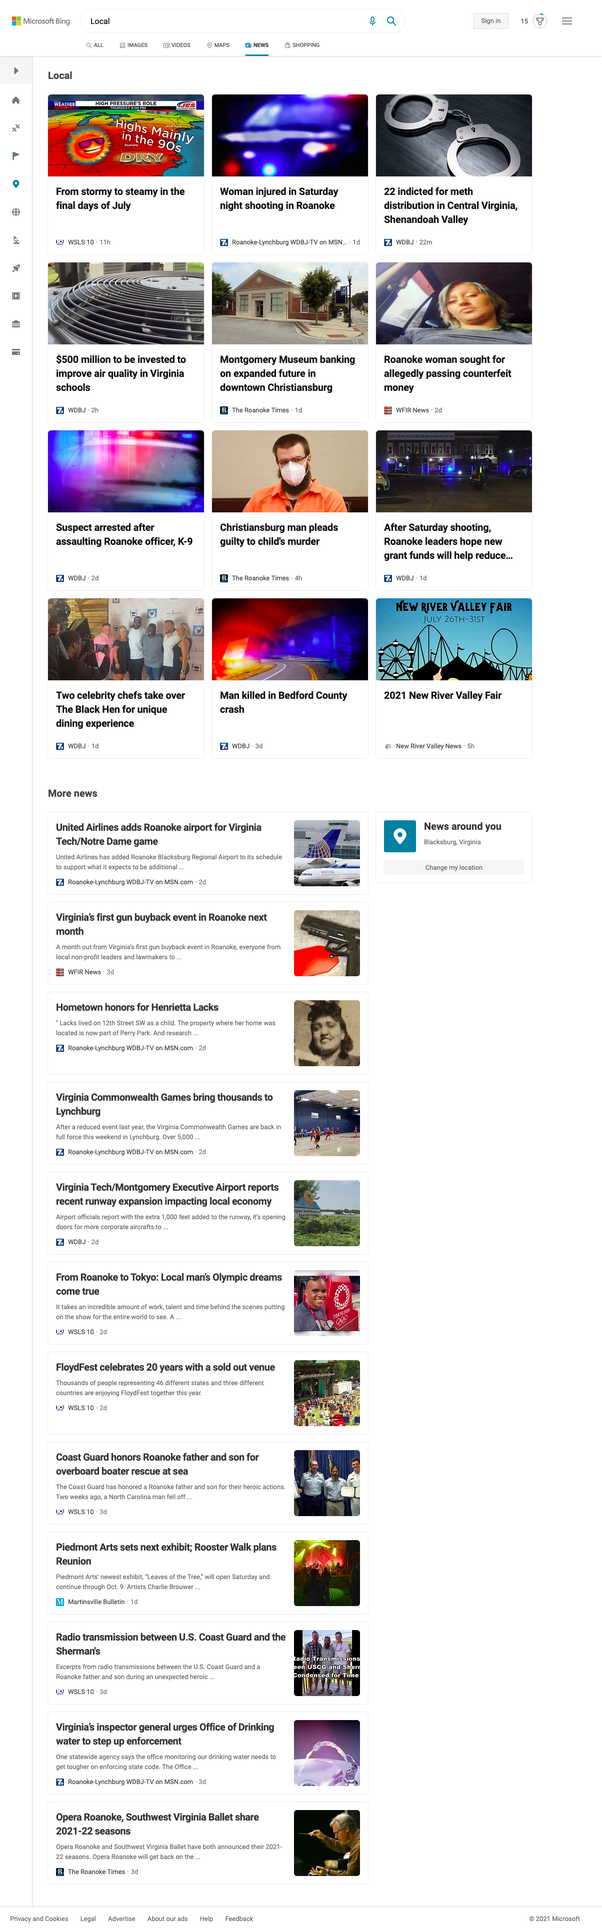 Microsoft Bing
Local
Sign in
15
ALL
IMAGES
VIDEOS
MAPS
NEWS
SHOPPING
Local
WEATHER
HIGH PRESSURE'S ROLE
Highs Mainly
in the 90s
DRY
From stormy to steamy in the
final days of July
WSLS 10 · 11h
Woman injured in Saturday
night shooting in Roanoke
Roanoke-Lynchburg WDBJ-TV on MSN... · 1d
22 indicted for meth
distribution in Central Virginia,
Shenandoah Valley
WDBJ · 22m
$500 million to be invested to
improve air quality in Virginia
schools
WDBJ · 2h
Montgomery Museum banking
on expanded future in
downtown Christiansburg
The Roanoke Times · 1d
Roanoke woman sought for
allegedly passing counterfeit
money
WFIR News · 2d
Suspect arrested after
assaulting Roanoke officer, K-9
WDBJ · 2d
Christiansburg man pleads
guilty to child's murder
The Roanoke Times · 4h
After Saturday shooting,
Roanoke leaders hope new
grant funds will help reduce...
WDBJ · 1d
Two celebrity chefs take over
The Black Hen for unique
dining experience
WDBJ · 1d
Man killed in Bedford County
crash
WDBJ · 3d
NEW RIVER VALLEY FAIR
JULY 26TH-31ST
2021 New River Valley Fair
New River Valley News · 5h
More news
United Airlines adds Roanoke airport for Virginia
Tech/Notre Dame game
United Airlines has added Roanoke Blacksburg Regional Airport to its schedule
to support what it expects to be additional ...
Roanoke-Lynchburg WDBJ-TV on MSN.com · 2d
News around you
Blacksburg, Virginia
Change my location
Virginia's first gun buyback event in Roanoke next
month
A month out from Virginia's first gun buyback event in Roanoke, everyone from
local non-profit leaders and lawmakers to ...
WFIR News · 3d
Hometown honors for Henrietta Lacks
" Lacks lived on 12th Street SW as a child. The property where her home was
located is now part of Perry Park. And research ...
Roanoke-Lynchburg WDBJ-TV on MSN.com · 2d
Virginia Commonwealth Games bring thousands to
Lynchburg
After a reduced event last year, the Virginia Commonwealth Games are back in
full force this weekend in Lynchburg. Over 5,000 ...
Roanoke-Lynchburg WDBJ-TV on MSN.com · 2d
Virginia Tech/Montgomery Executive Airport reports
recent runway expansion impacting local economy
Airport officials report with the extra 1,000 feet added to the runway, it's opening
doors for more corporate aircrafts to ...
WDBJ · 2d
From Roanoke to Tokyo: Local man's Olympic dreams
come true
It takes an incredible amount of work, talent and time behind the scenes putting
on the show for the entire world to see. A ...
WSLS 10 · 2d
FloydFest celebrates 20 years with a sold out venue
Thousands of people representing 46 different states and three different
countries are enjoying FloydFest together this year.
WSLS 10 · 2d
Coast Guard honors Roanoke father and son for
overboard boater rescue at sea
The Coast Guard has honored a Roanoke father and son for their heroic actions.
Two weeks ago, a North Carolina man fell off ...
WSLS 10 · 3d
Piedmont Arts sets next exhibit; Rooster Walk plans
Reunion
Piedmont Arts' newest exhibit, "Leaves of the Tree," will open Saturday and
continue through Oct. 9. Artists Charlie Brouwer ...
Martinsville Bulletin · 1d
Radio transmission between U.S. Coast Guard and the
Sherman's
Excerpts from radio transmissions between the U.S. Coast Guard and a
Roanoke father and son during an unexpected heroic ...
WSLS 10 · 3d
adio Transmissions
een USCG and Sherm
Condensed for Time
Virginia's inspector general urges Office of Drinking
water to step up enforcement
One statewide agency says the office monitoring our drinking water needs to
get tougher on enforcing state code. The Office ...
Roanoke-Lynchburg WDBJ-TV on MSN.com · 3d
Opera Roanoke, Southwest Virginia Ballet share
2021-22 seasons
Opera Roanoke and Southwest Virginia Ballet have both announced their 2021-
22 seasons. Opera Roanoke will get back on the ...
The Roanoke Times · 3d
Privacy and Cookies
Legal
Advertise
About our ads
Help
Feedback
© 2021 Microsoft